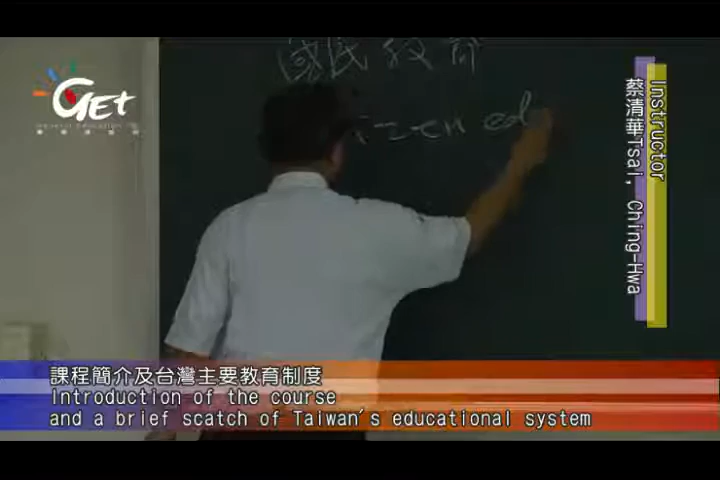 國民教育
izen ed
GEt
Instructor
蔡清華Tsai, Ching-Hwa
課程簡介及台灣主要教育制度
Introduction of the course
and a brief scatch of Taiwan's educational system